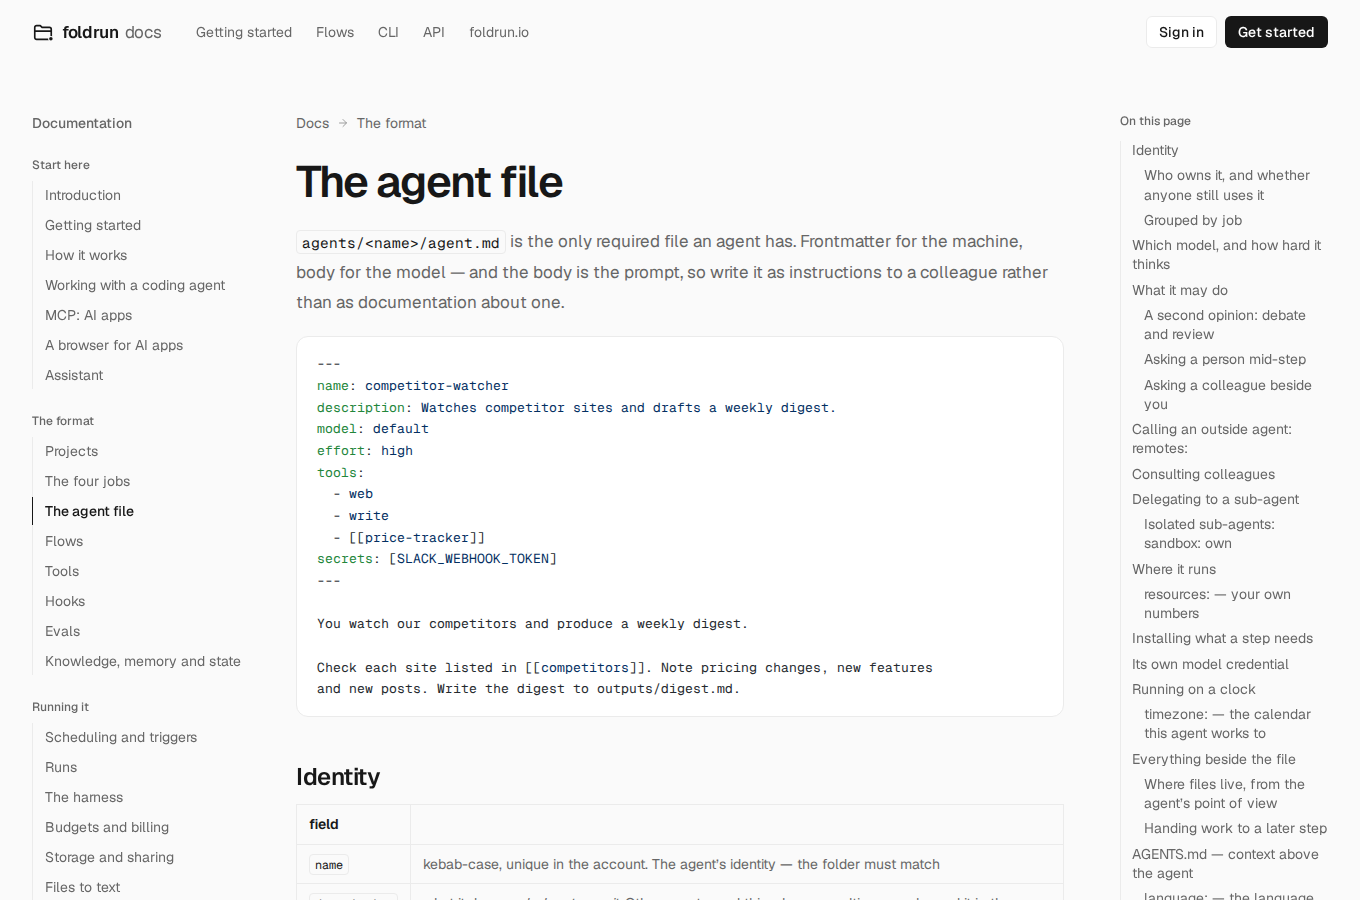 foldrun docs
Getting started
Flows
CLI
API
foldrun.io
Sign in
Get started
Documentation
Start here
Introduction
Getting started
How it works
Working with a coding agent
MCP: AI apps
A browser for AI apps
Assistant
The format
Projects
The four jobs
The agent file
Flows
Tools
Hooks
Evals
Knowledge, memory and state
Running it
Scheduling and triggers
Runs
The harness
Budgets and billing
Storage and sharing
Files to text
Docs → The format
The agent file
agents/<name>/agent.md is the only required file an agent has. Frontmatter for the machine,
body for the model — and the body is the prompt, so write it as instructions to a colleague rather
than as documentation about one.
---
name: competitor-watcher
description: Watches competitor sites and drafts a weekly digest.
model: default
effort: high
tools:
  - web
  - write
  - [[price-tracker]]
secrets: [SLACK_WEBHOOK_TOKEN]
---
You watch our competitors and produce a weekly digest.
Check each site listed in [[competitors]]. Note pricing changes, new features
and new posts. Write the digest to outputs/digest.md.
Identity
field
name kebab-case, unique in the account. The agent's identity — the folder must match
On this page
Identity
Who owns it, and whether
anyone still uses it
Grouped by job
Which model, and how hard it
thinks
What it may do
A second opinion: debate
and review
Asking a person mid-step
Asking a colleague beside
you
Calling an outside agent:
remotes:
Consulting colleagues
Delegating to a sub-agent
Isolated sub-agents:
sandbox: own
Where it runs
resources: — your own
numbers
Installing what a step needs
Its own model credential
Running on a clock
timezone: — the calendar
this agent works to
Everything beside the file
Where files live, from the
agent's point of view
Handing work to a later step
AGENTS.md — context above
the agent
language: — the language